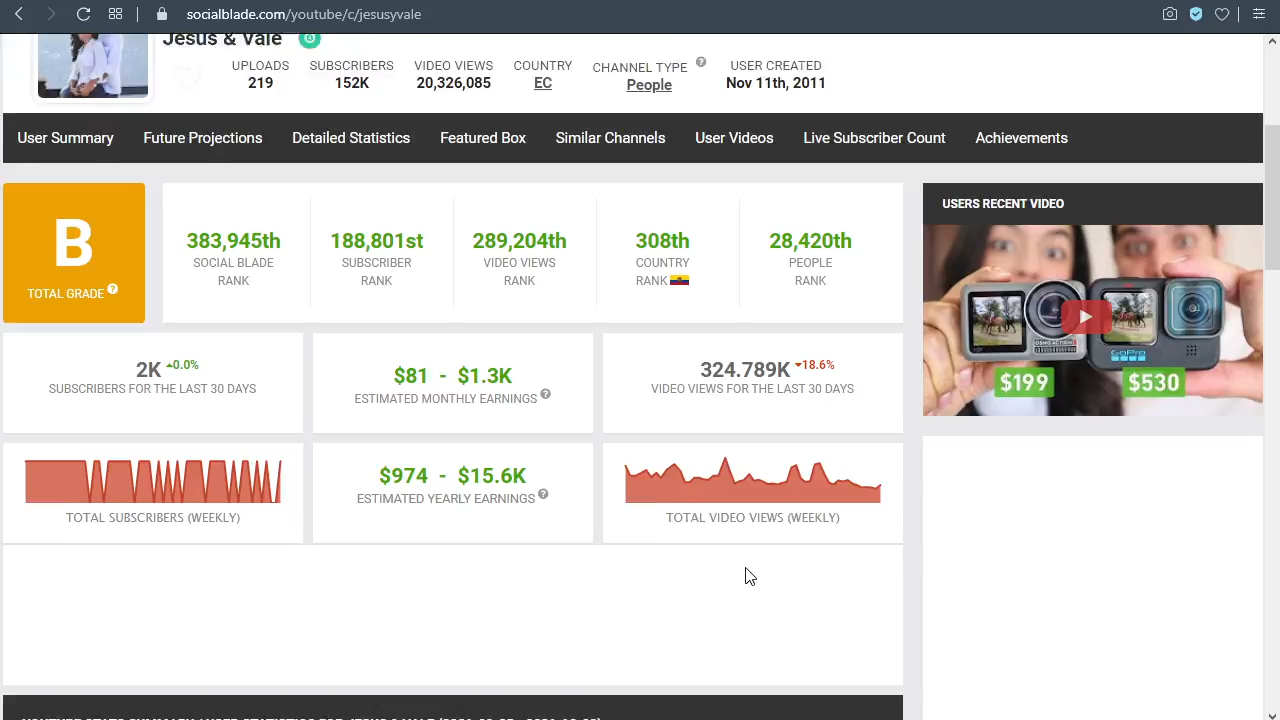 socialblade.com/youtube/c/jesusyvale
Jesus & Vale
UPLOADS
219
SUBSCRIBERS
152K
VIDEO VIEWS
20,326,085
COUNTRY
EC
CHANNEL TYPE
People
USER CREATED
Nov 11th, 2011
User Summary Future Projections Detailed Statistics Featured Box Similar Channels User Videos Live Subscriber Count Achievements
B
TOTAL GRADE
383,945th
SOCIAL BLADE
RANK
188,801st
SUBSCRIBER
RANK
289,204th
VIDEO VIEWS
RANK
308th
COUNTRY
RANK
28,420th
PEOPLE
RANK
USERS RECENT VIDEO
OSMO ACTION
GoPro
$199
$530
2K 0.0%
SUBSCRIBERS FOR THE LAST 30 DAYS
$81 - $1.3K
ESTIMATED MONTHLY EARNINGS
324.789K 18.6%
VIDEO VIEWS FOR THE LAST 30 DAYS
TOTAL SUBSCRIBERS (WEEKLY)
$974 - $15.6K
ESTIMATED YEARLY EARNINGS
TOTAL VIDEO VIEWS (WEEKLY)